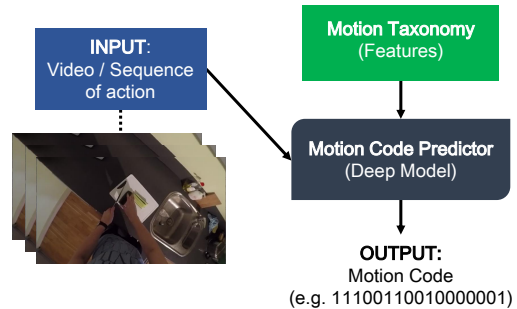 INPUT:
Video / Sequence
of action
Motion Taxonomy
(Features)
Motion Code Predictor
(Deep Model)
OUTPUT:
Motion Code
(e.g. 11100110010000001)